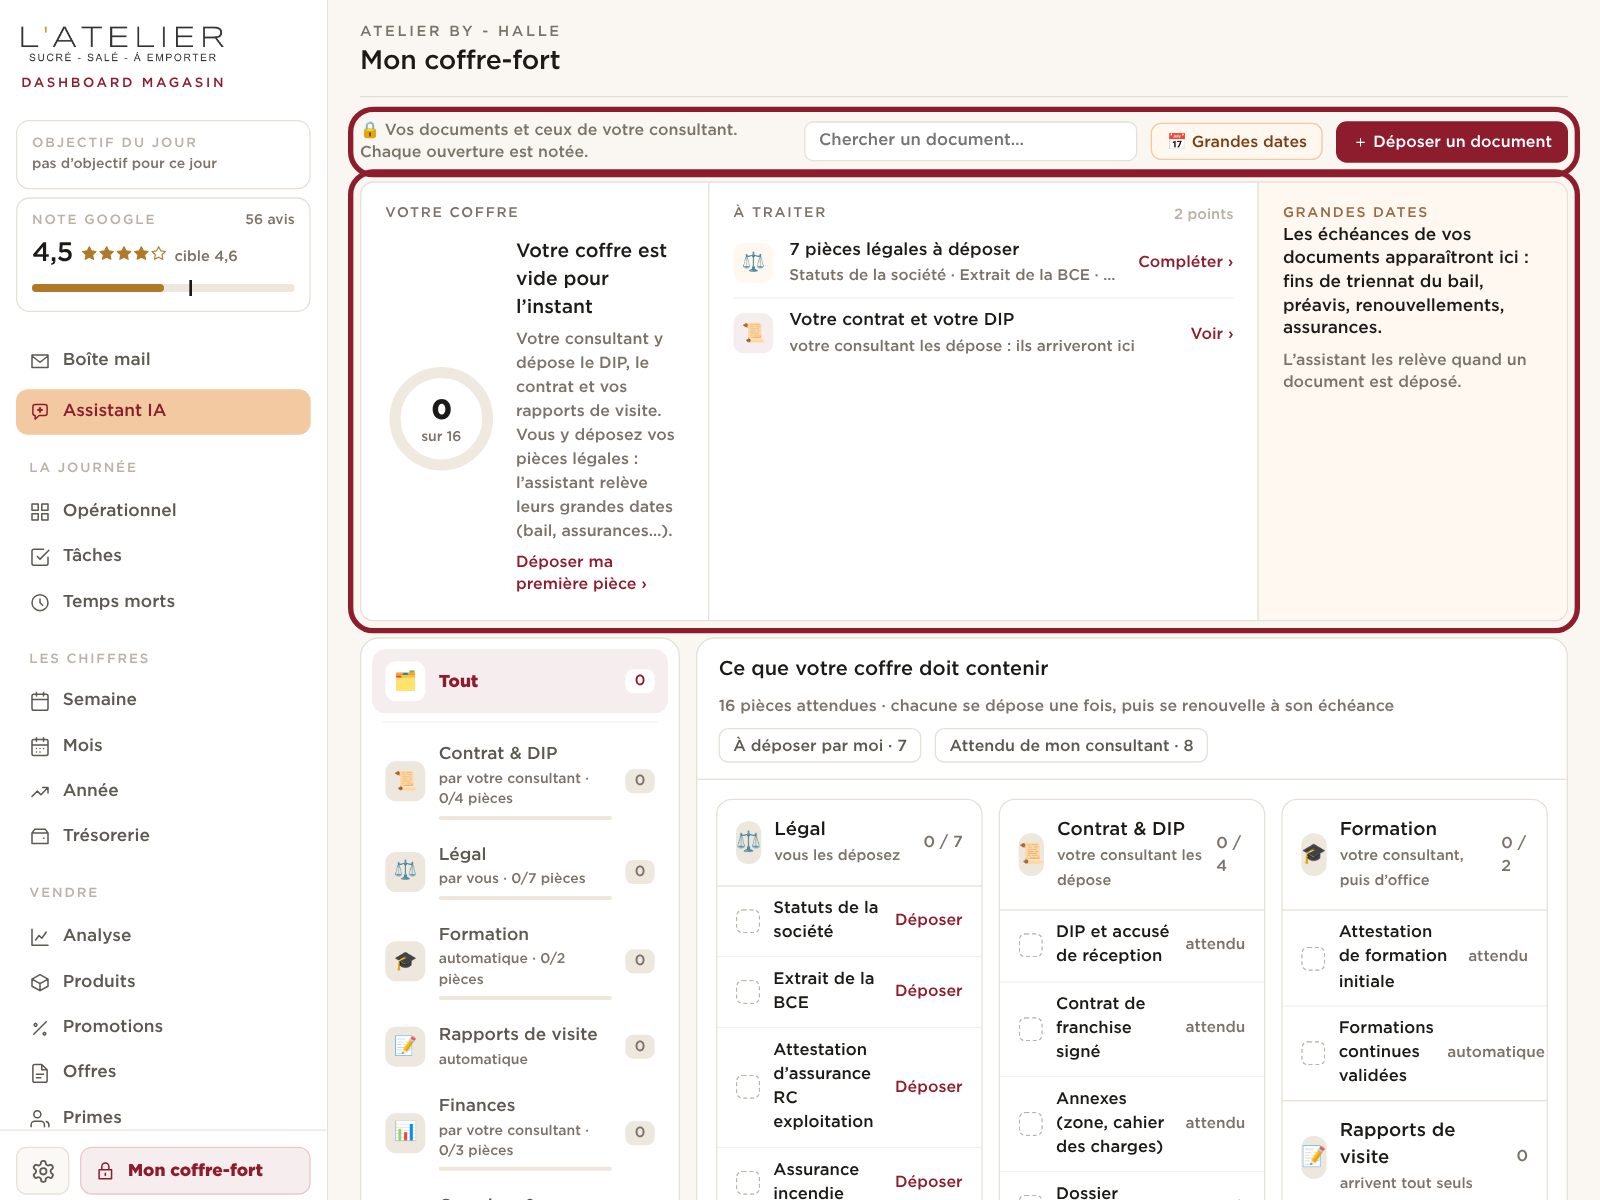 L'ATELIER
SUCRÉ - SALÉ - À EMPORTER
DASHBOARD MAGASIN
OBJECTIF DU JOUR
pas d’objectif pour ce jour
NOTE GOOGLE
56 avis
4,5
cible 4,6
Boîte mail
Assistant IA
LA JOURNÉE
Opérationnel
Tâches
Temps morts
LES CHIFFRES
Semaine
Mois
Année
Trésorerie
VENDRE
Analyse
Produits
Promotions
Offres
Primes
Mon coffre-fort
ATELIER BY - HALLE
Mon coffre-fort
Vos documents et ceux de votre consultant.
Chaque ouverture est notée.
Chercher un document...
Grandes dates
+ Déposer un document
VOTRE COFFRE
0
sur 16
Votre coffre est
vide pour
l’instant
Votre consultant y
dépose le DIP, le
contrat et vos
rapports de visite.
Vous y déposez vos
pièces légales :
l’assistant relève
leurs grandes dates
(bail, assurances...).
Déposer ma
première pièce ›
À TRAITER
2 points
7 pièces légales à déposer
Statuts de la société · Extrait de la BCE · ...
Compléter ›
Votre contrat et votre DIP
votre consultant les dépose : ils arriveront ici
Voir ›
GRANDES DATES
Les échéances de vos
documents apparaîtront ici :
fins de triennat du bail,
préavis, renouvellements,
assurances.
L’assistant les relève quand un
document est déposé.
Tout
0
Contrat & DIP
par votre consultant ·
0/4 pièces
0
Légal
par vous · 0/7 pièces
0
Formation
automatique · 0/2
pièces
0
Rapports de visite
automatique
0
Finances
par votre consultant ·
0/3 pièces
0
Ce que votre coffre doit contenir
16 pièces attendues · chacune se dépose une fois, puis se renouvelle à son échéance
À déposer par moi · 7
Attendu de mon consultant · 8
Légal
vous les déposez
0 / 7
Statuts de la
société
Déposer
Extrait de la
BCE
Déposer
Attestation
d’assurance
RC
exploitation
Déposer
Assurance
incendie
Déposer
Contrat & DIP
votre consultant les
dépose
0 /
4
DIP et accusé
de réception
attendu
Contrat de
franchise
signé
attendu
Annexes
(zone, cahier
des charges)
attendu
Dossier
Formation
votre consultant,
puis d’office
0 /
2
Attestation
de formation
initiale
attendu
Formations
continues
validées
automatique
Rapports de
visite
arrivent tout seuls
0